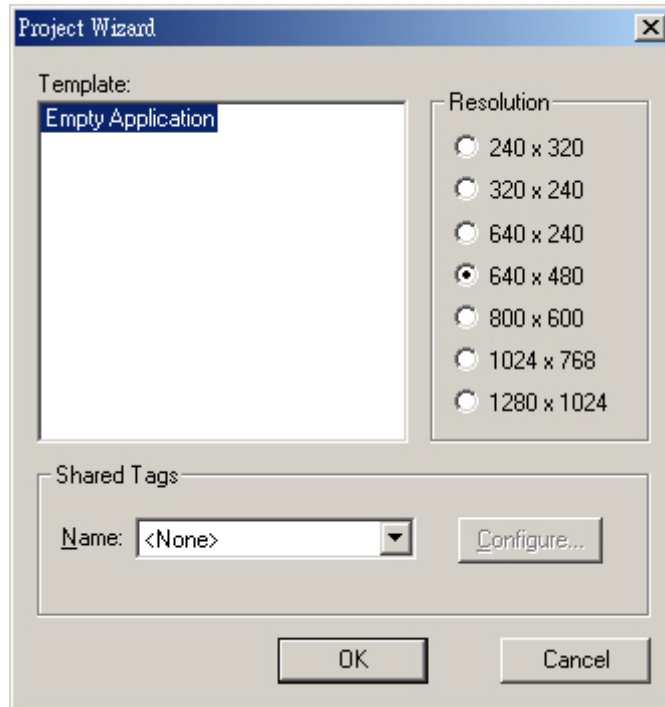 Project Wizard
Template:
Empty Application
Resolution
240 x 320
320 x 240
640 x 240
640 x 480
800 x 600
1024 x 768
1280 x 1024
Shared Tags
Name: <None> Configure...
OK Cancel